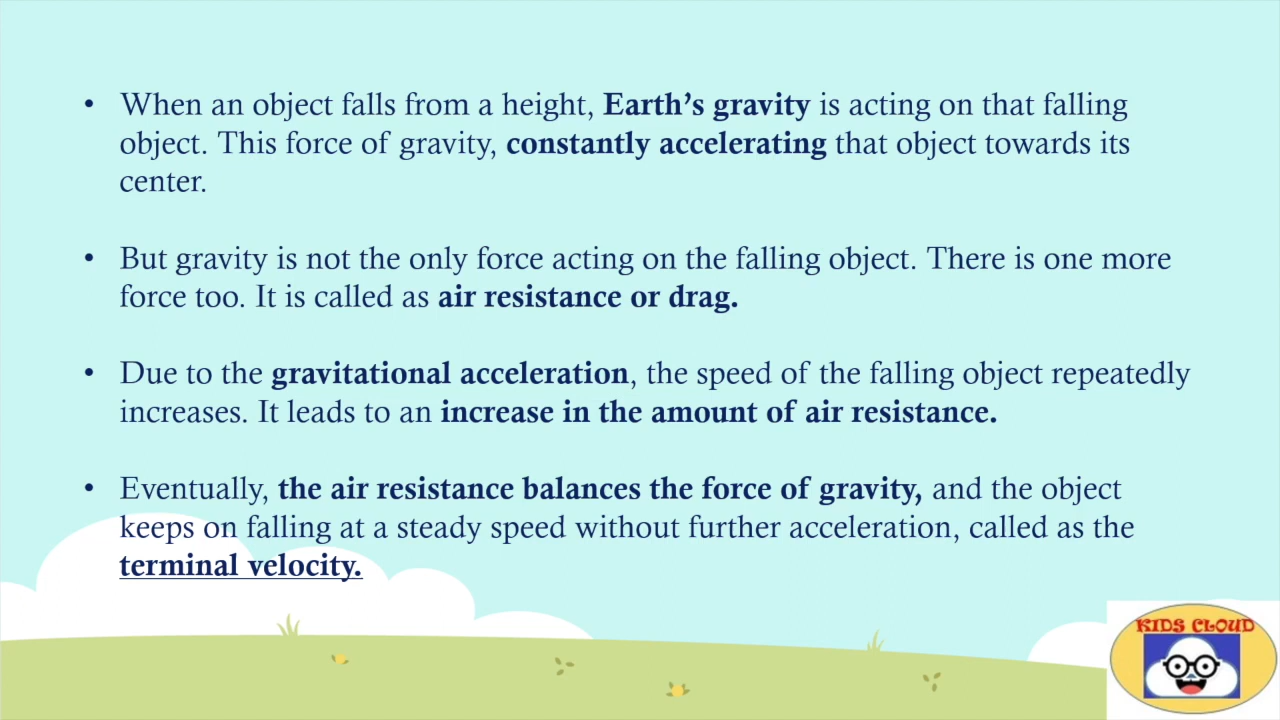 • When an object falls from a height, Earth’s gravity is acting on that falling
object. This force of gravity, constantly accelerating that object towards its
center.
• But gravity is not the only force acting on the falling object. There is one more
force too. It is called as air resistance or drag.
• Due to the gravitational acceleration, the speed of the falling object repeatedly
increases. It leads to an increase in the amount of air resistance.
• Eventually, the air resistance balances the force of gravity, and the object
keeps on falling at a steady speed without further acceleration, called as the
terminal velocity.
KIDS CLOUD